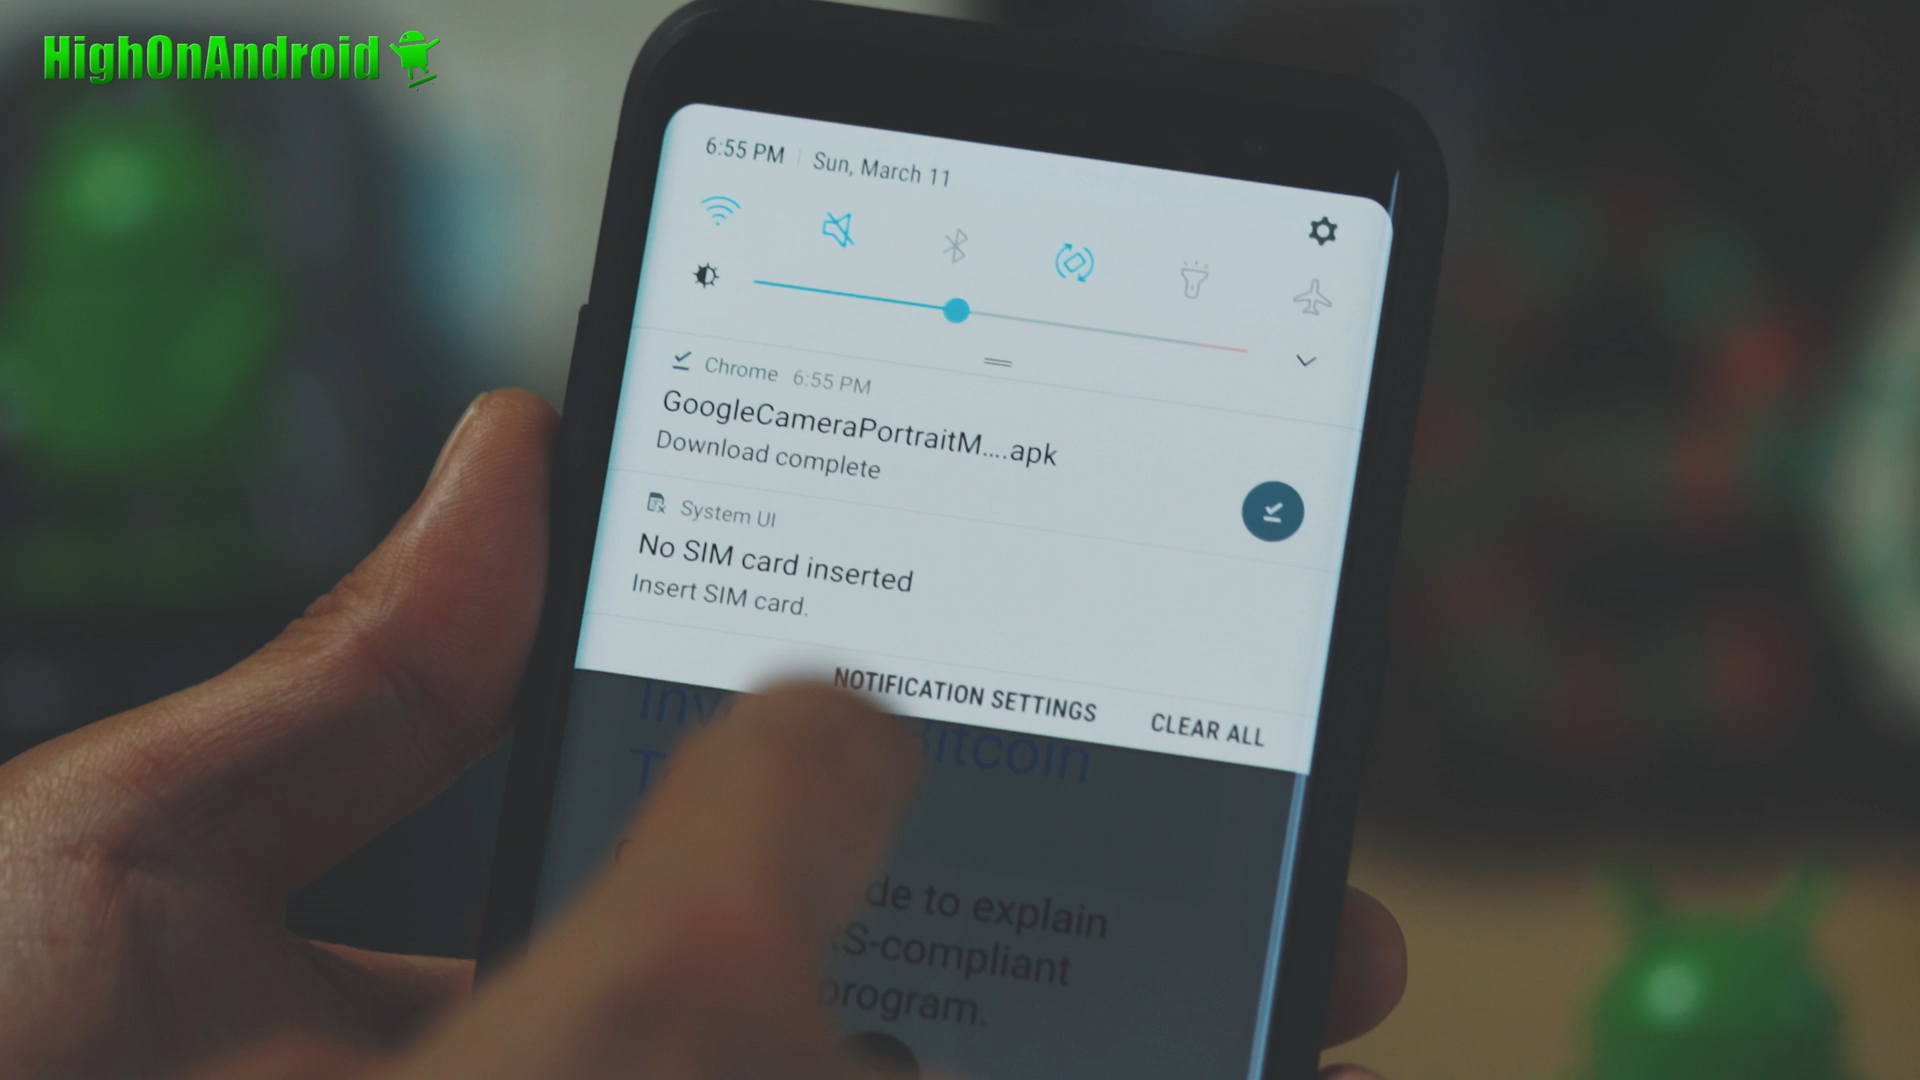 HighOnAndroid
6:55 PM | Sun, March 11
Chrome 6:55 PM
GoogleCameraPortraitM....apk
Download complete
System UI
No SIM card inserted
Insert SIM card.
NOTIFICATION SETTINGS CLEAR ALL
Bitcoin
to explain
S-compliant
program.